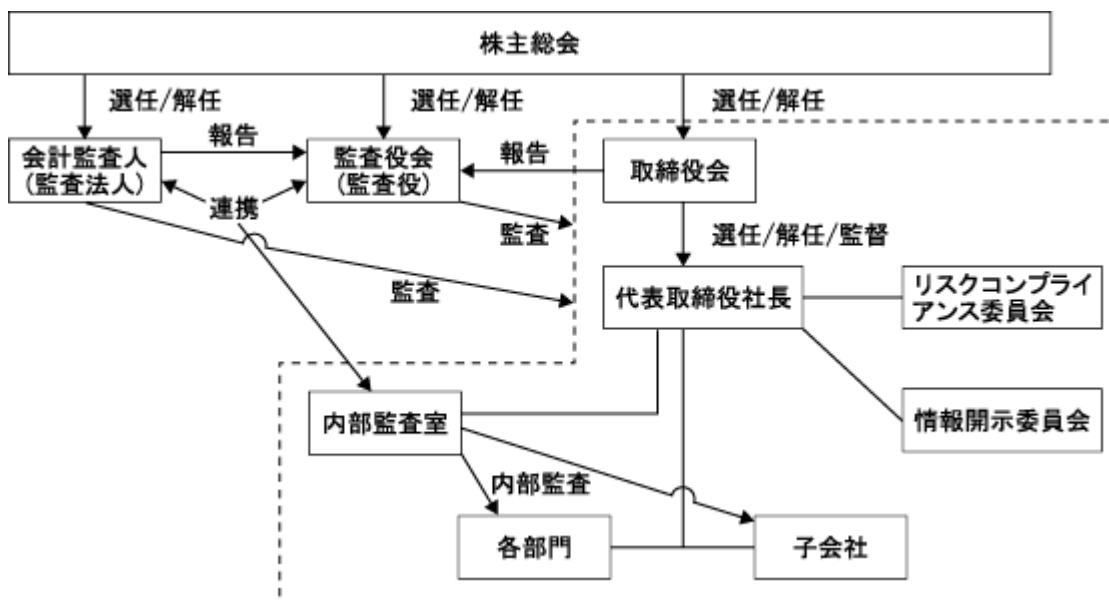 株主総会
選任/解任
選任/解任
選任/解任
会計監査人
(監査法人)
報告
監査役会
(監査役)
報告
取締役会
連携
監査
選任/解任/監督
監査
代表取締役社長
リスクコンプライ
アンス委員会
内部監査室
情報開示委員会
内部監査
各部門
子会社